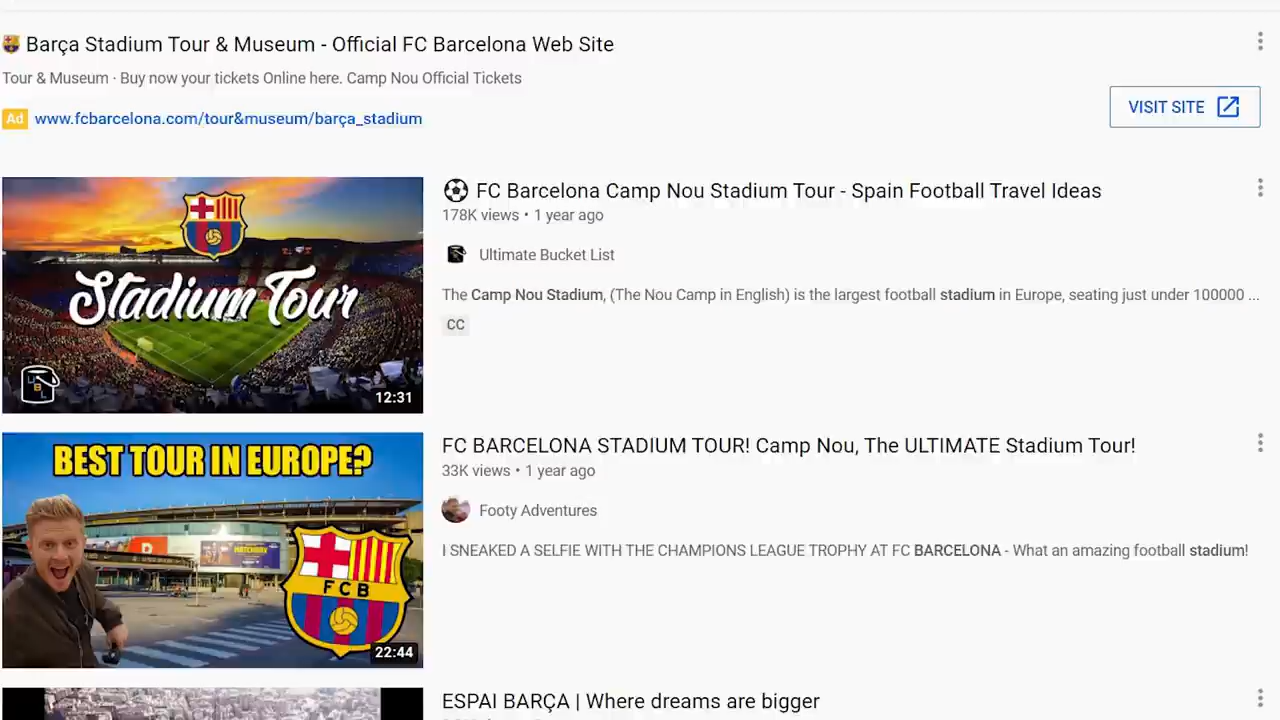 Barça Stadium Tour & Museum - Official FC Barcelona Web Site
Tour & Museum · Buy now your tickets Online here. Camp Nou Official Tickets
Ad www.fcbarcelona.com/tour&museum/barça_stadium
VISIT SITE
Stadium Tour
UBL
12:31
FC Barcelona Camp Nou Stadium Tour - Spain Football Travel Ideas
178K views • 1 year ago
Ultimate Bucket List
The Camp Nou Stadium, (The Nou Camp in English) is the largest football stadium in Europe, seating just under 100000 ...
CC
BEST TOUR IN EUROPE?
MATCHDAY
FCB
22:44
FC BARCELONA STADIUM TOUR! Camp Nou, The ULTIMATE Stadium Tour!
33K views • 1 year ago
Footy Adventures
I SNEAKED A SELFIE WITH THE CHAMPIONS LEAGUE TROPHY AT FC BARCELONA - What an amazing football stadium!
ESPAI BARÇA | Where dreams are bigger